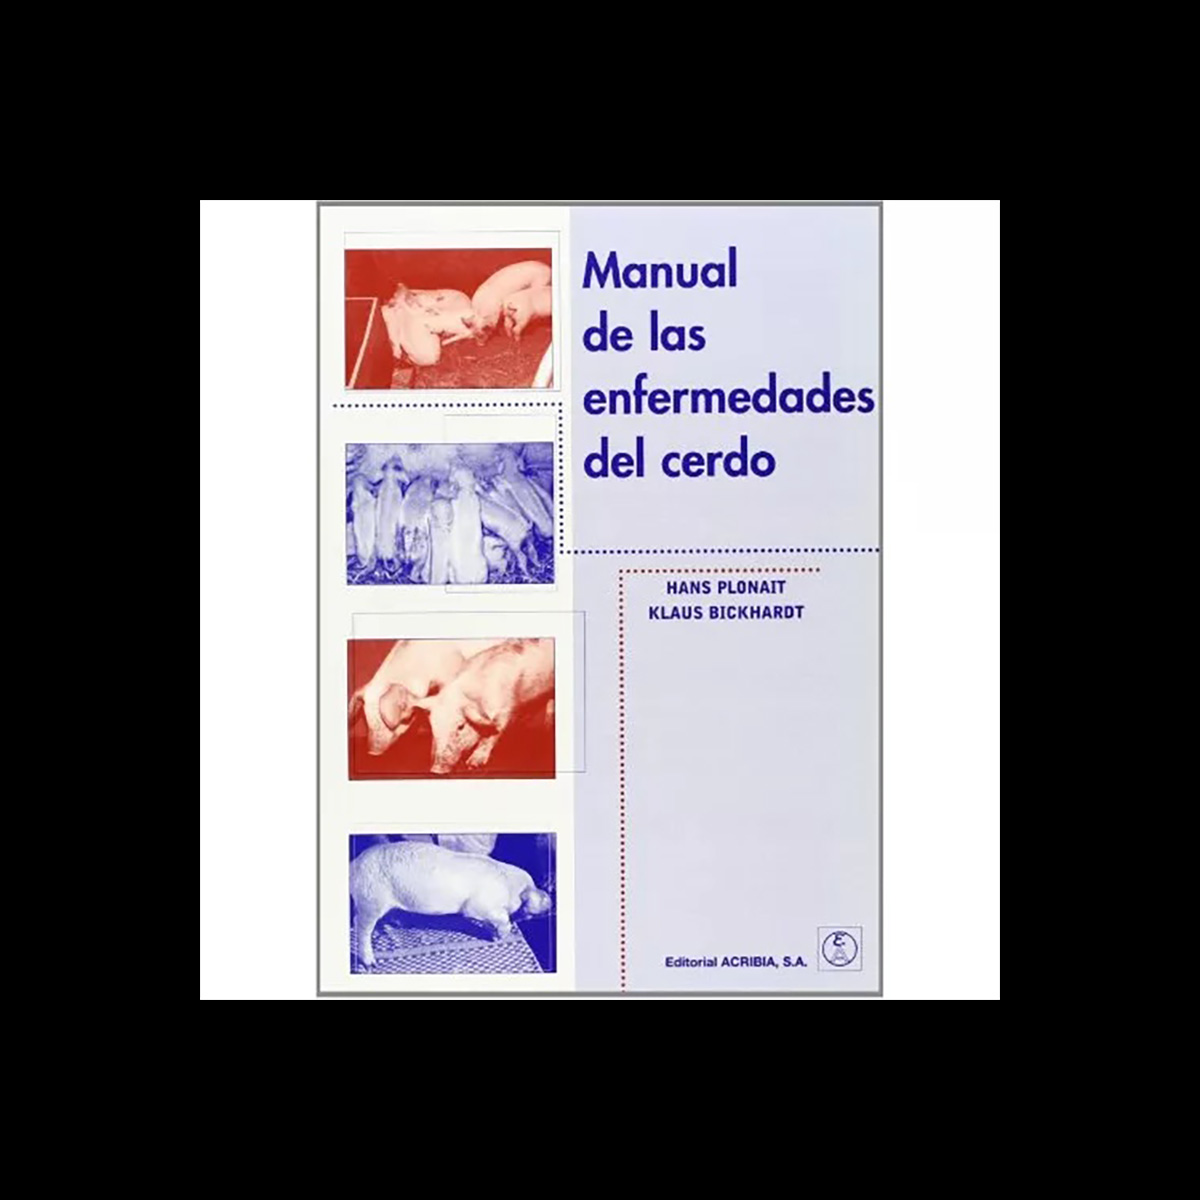 Manual
de las
enfermedades
del cerdo
HANS PLONAIT
KLAUS BICKHARDT
Editorial ACRIBIA, S.A.
E.
A